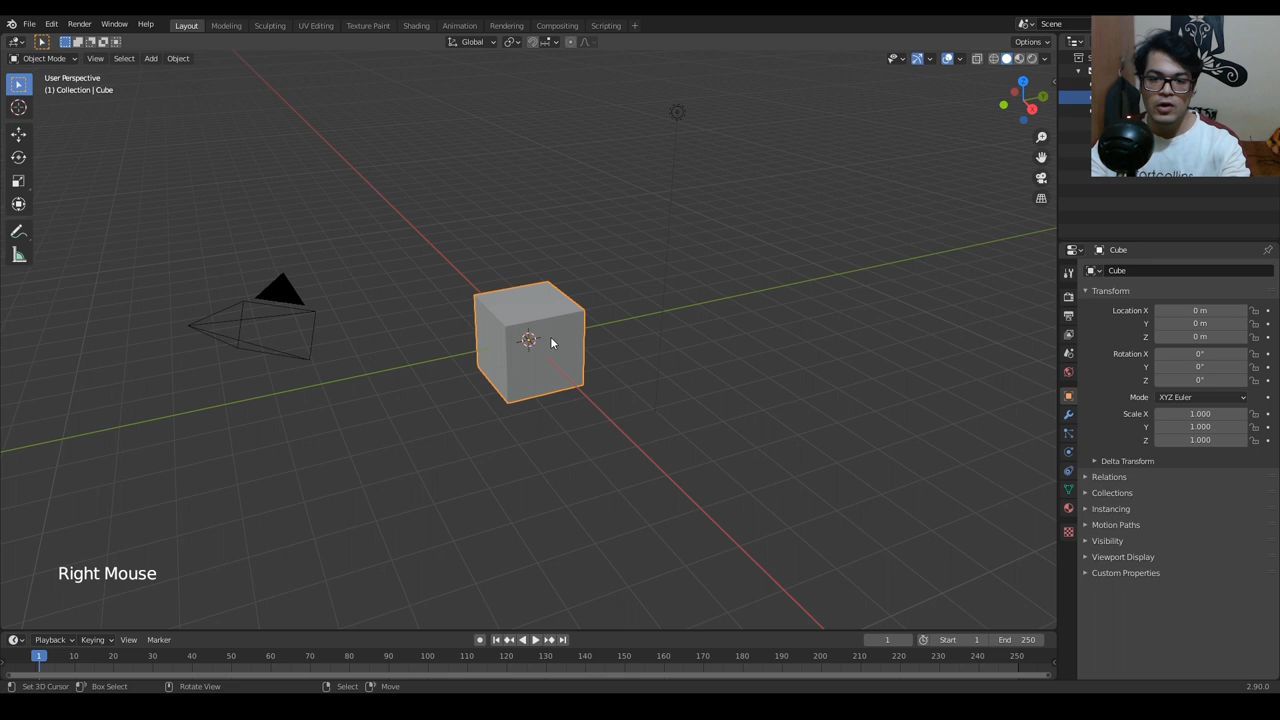 File Edit Render Window Help Layout Modeling Sculpting UV Editing Texture Paint Shading Animation Rendering Compositing Scripting + Scene
Global Options
Object Mode View Select Add Object
User Perspective
(1) Collection | Cube
Z
Y
X
Cube
Cube
Transform
Location X 0 m
Y 0 m
Z 0 m
Rotation X 0°
Y 0°
Z 0°
Mode XYZ Euler
Scale X 1.000
Y 1.000
Z 1.000
Delta Transform
Relations
Collections
Instancing
Motion Paths
Visibility
Viewport Display
Custom Properties
Right Mouse
Playback Keying View Marker 1 Start 1 End 250
1 10 20 30 40 50 60 70 80 90 100 110 120 130 140 150 160 170 180 190 200 210 220 230 240 250
Set 3D Cursor Box Select Rotate View Select Move 2.90.0